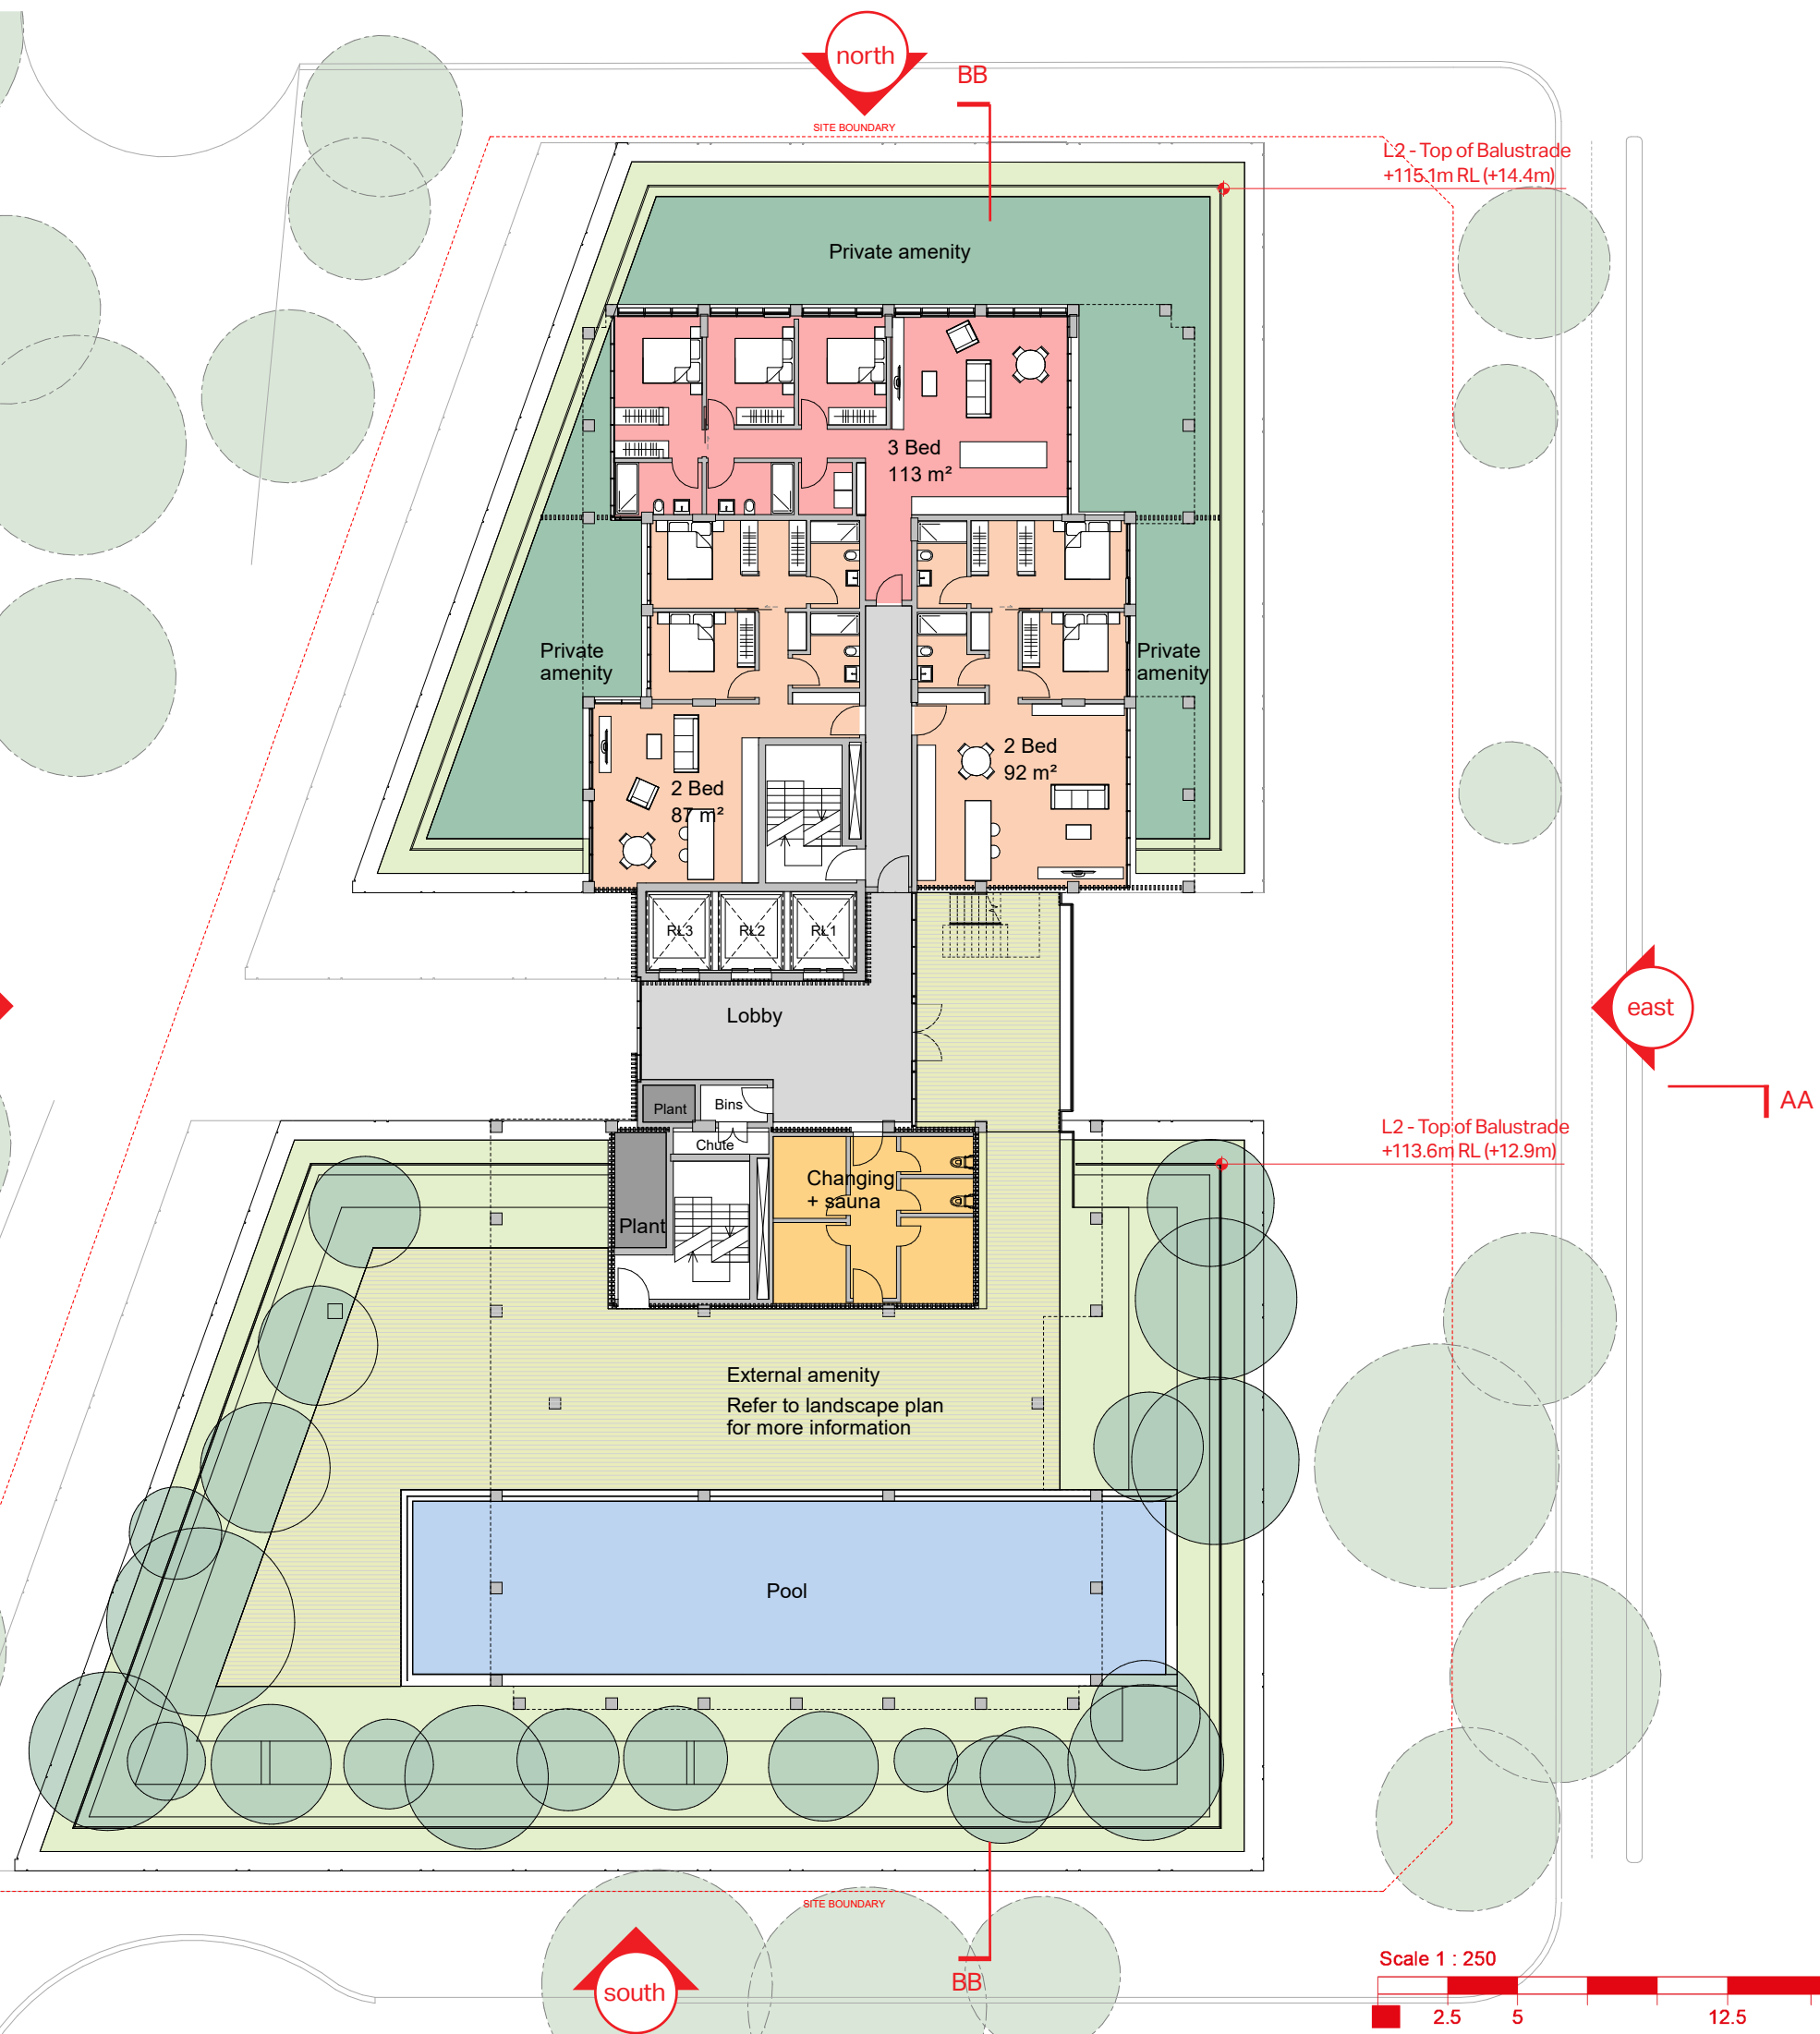 north
BB
SITE BOUNDARY
L2 - Top of Balustrade
+115.1m RL (+14.4m)
Private amenity
3 Bed
113 m²
Private
amenity
Private
amenity
2 Bed
92 m²
2 Bed
87 m²
RL3
RL2
RL1
Lobby
east
AA
Plant
Bins
Chute
L2 - Top of Balustrade
+113.6m RL (+12.9m)
Changing
+ sauna
Plant
External amenity
Refer to landscape plan
for more information
Pool
SITE BOUNDARY
BB
south
Scale 1 : 250
2.5
5
12.5